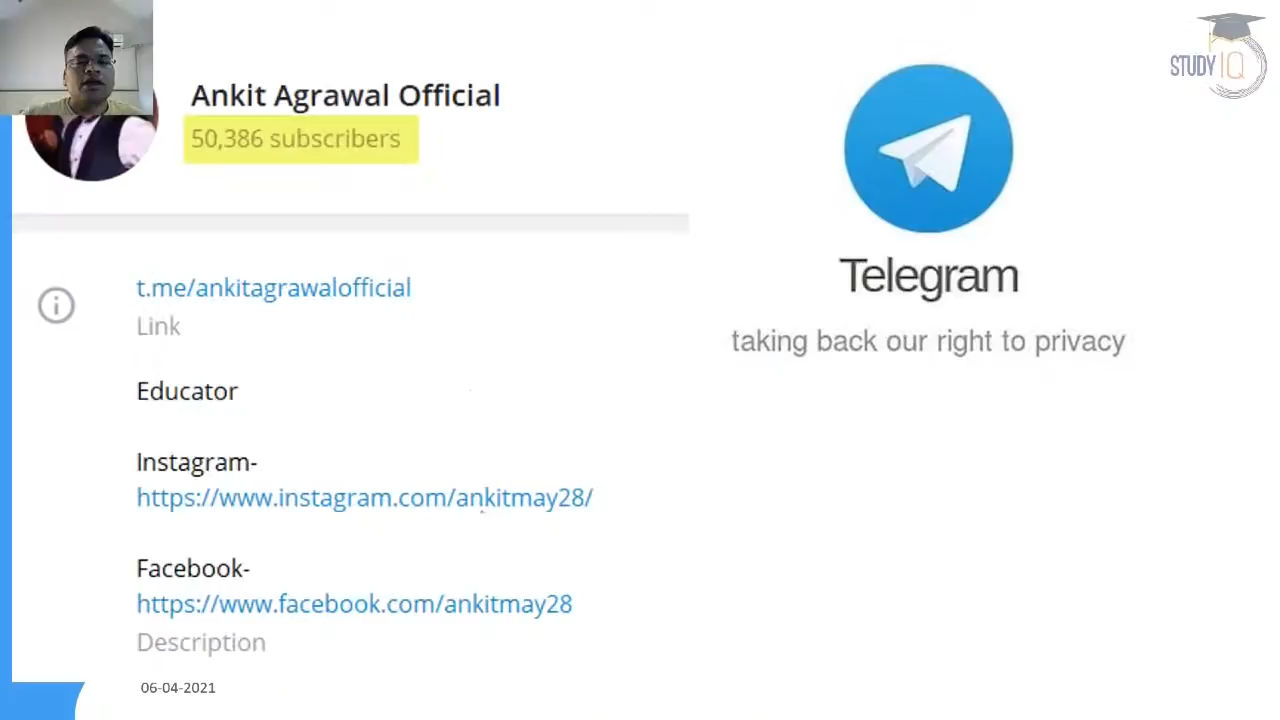 Ankit Agrawal Official
50,386 subscribers
t.me/ankitagrawalofficial
Link
Educator
Instagram-
https://www.instagram.com/ankitmay28/
Facebook-
https://www.facebook.com/ankitmay28
Description
06-04-2021
STUDY IQ
Telegram
taking back our right to privacy